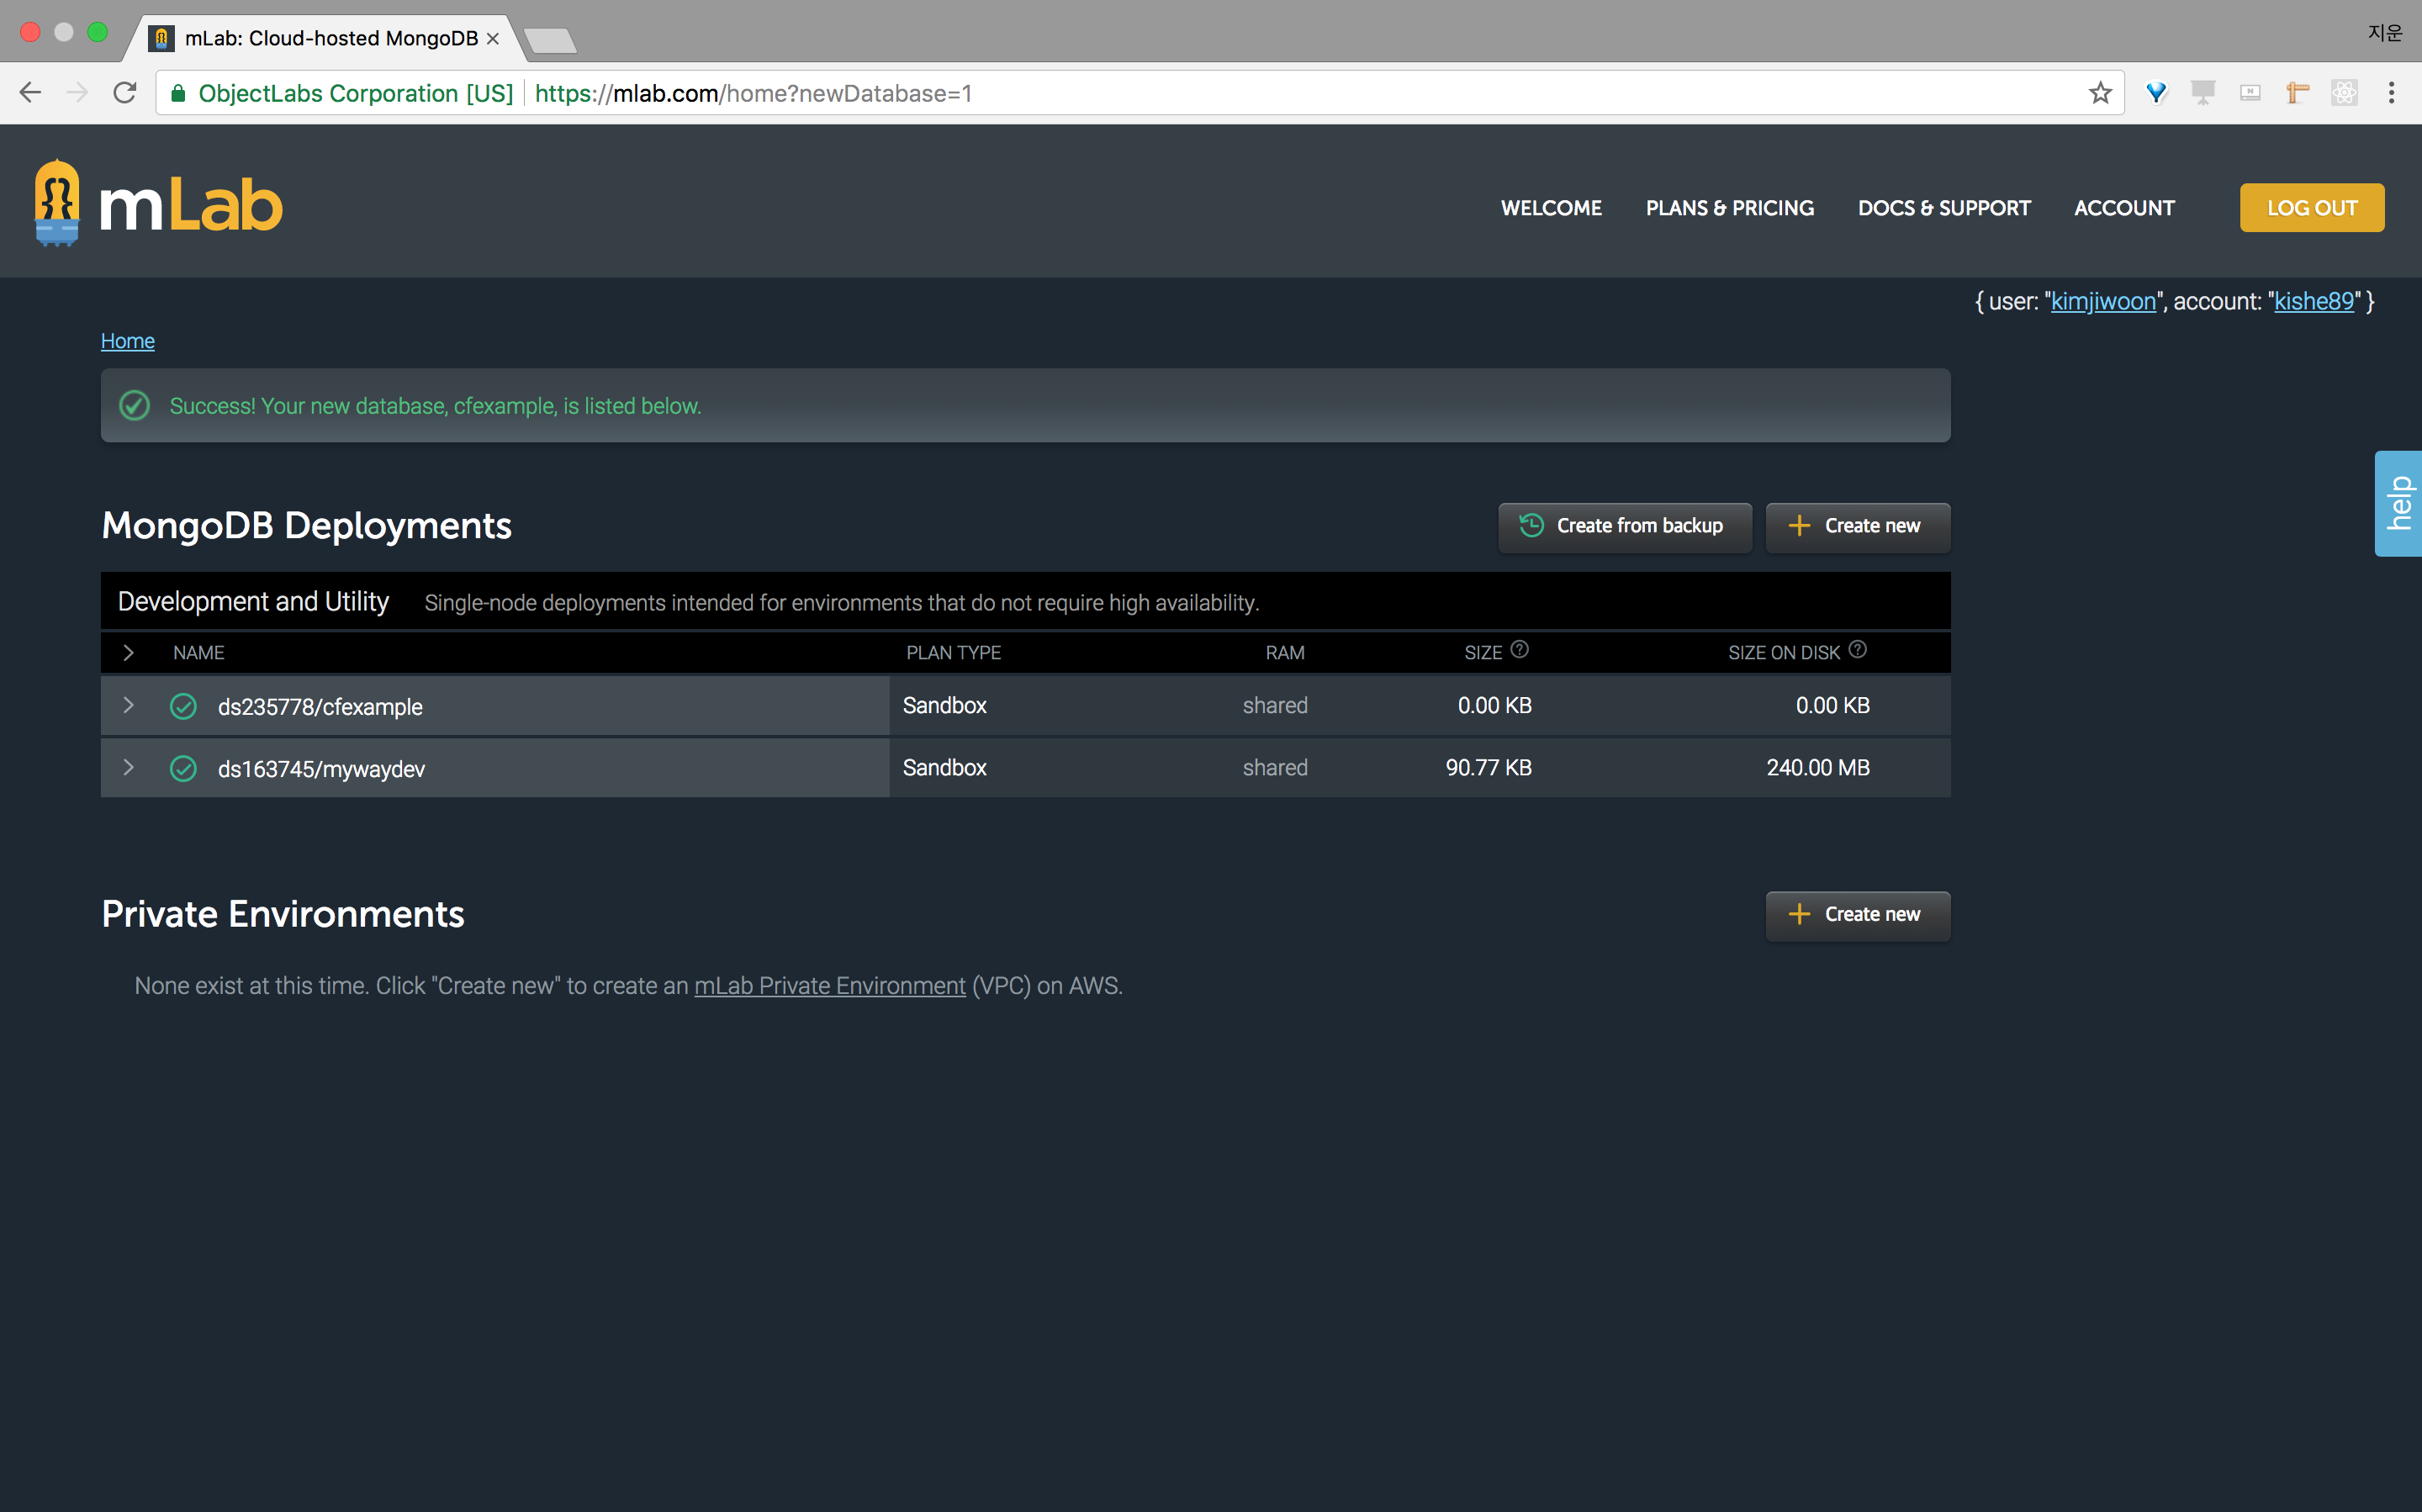 mLab: Cloud-hosted MongoDB
지운
ObjectLabs Corporation [US] https://mlab.com/home?newDatabase=1
mLab
WELCOME PLANS & PRICING DOCS & SUPPORT ACCOUNT LOG OUT
{ user: "kimjiwoon", account: "kishe89" }
Home
Success! Your new database, cfexample, is listed below.
help
MongoDB Deployments
Create from backup
Create new
Development and Utility Single-node deployments intended for environments that do not require high availability.
NAME PLAN TYPE RAM SIZE ? SIZE ON DISK ?
ds235778/cfexample Sandbox shared 0.00 KB 0.00 KB
ds163745/mywaydev Sandbox shared 90.77 KB 240.00 MB
Private Environments
Create new
None exist at this time. Click "Create new" to create an mLab Private Environment (VPC) on AWS.